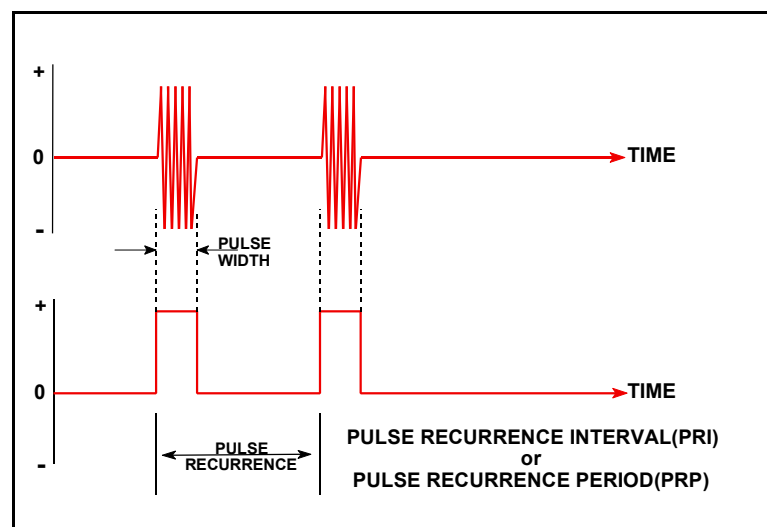 +
0
TIME
-
PULSE
WIDTH
+
0
TIME
-
PULSE
RECURRENCE
PULSE RECURRENCE INTERVAL(PRI)
or
PULSE RECURRENCE PERIOD(PRP)